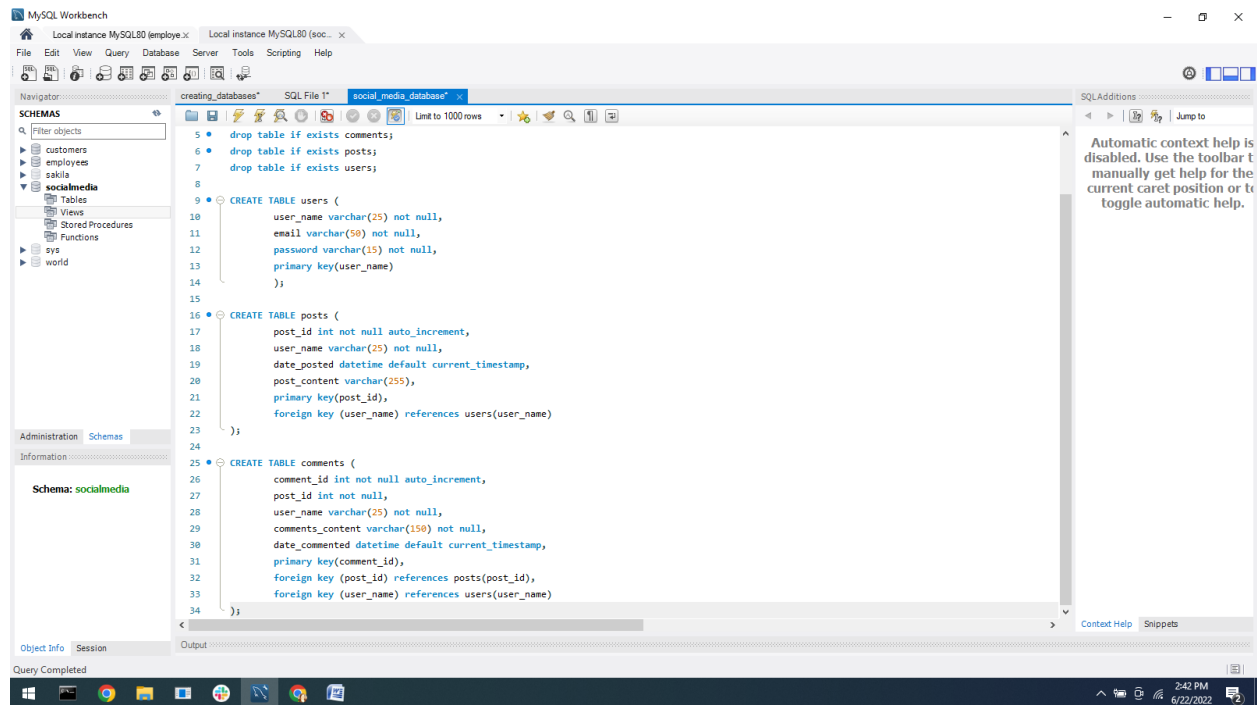 MySQL Workbench
Local instance MySQL80 (employe... Local instance MySQL80 (soc...
File Edit View Query Database Server Tools Scripting Help
Navigator
SCHEMAS
Filter objects
customers
employees
sakila
socialmedia
Tables
Views
Stored Procedures
Functions
sys
world
Administration Schemas
Information
Schema: socialmedia
Object Info Session
Query Completed
creating_databases* SQL File 1* social_media_database*
Limit to 1000 rows
5 drop table if exists comments;
6 drop table if exists posts;
7 drop table if exists users;
8
9 CREATE TABLE users (
10 user_name varchar(25) not null,
11 email varchar(50) not null,
12 password varchar(15) not null,
13 primary key(user_name)
14 );
15
16 CREATE TABLE posts (
17 post_id int not null auto_increment,
18 user_name varchar(25) not null,
19 date_posted datetime default current_timestamp,
20 post_content varchar(255),
21 primary key(post_id),
22 foreign key (user_name) references users(user_name)
23 );
24
25 CREATE TABLE comments (
26 comment_id int not null auto_increment,
27 post_id int not null,
28 user_name varchar(25) not null,
29 comments_content varchar(150) not null,
30 date_commented datetime default current_timestamp,
31 primary key(comment_id),
32 foreign key (post_id) references posts(post_id),
33 foreign key (user_name) references users(user_name)
34 );
Output
SQLAdditions
Jump to
Automatic context help is
disabled. Use the toolbar t
manually get help for the
current caret position or to
toggle automatic help.
Context Help Snippets
2:42 PM
6/22/2022
2